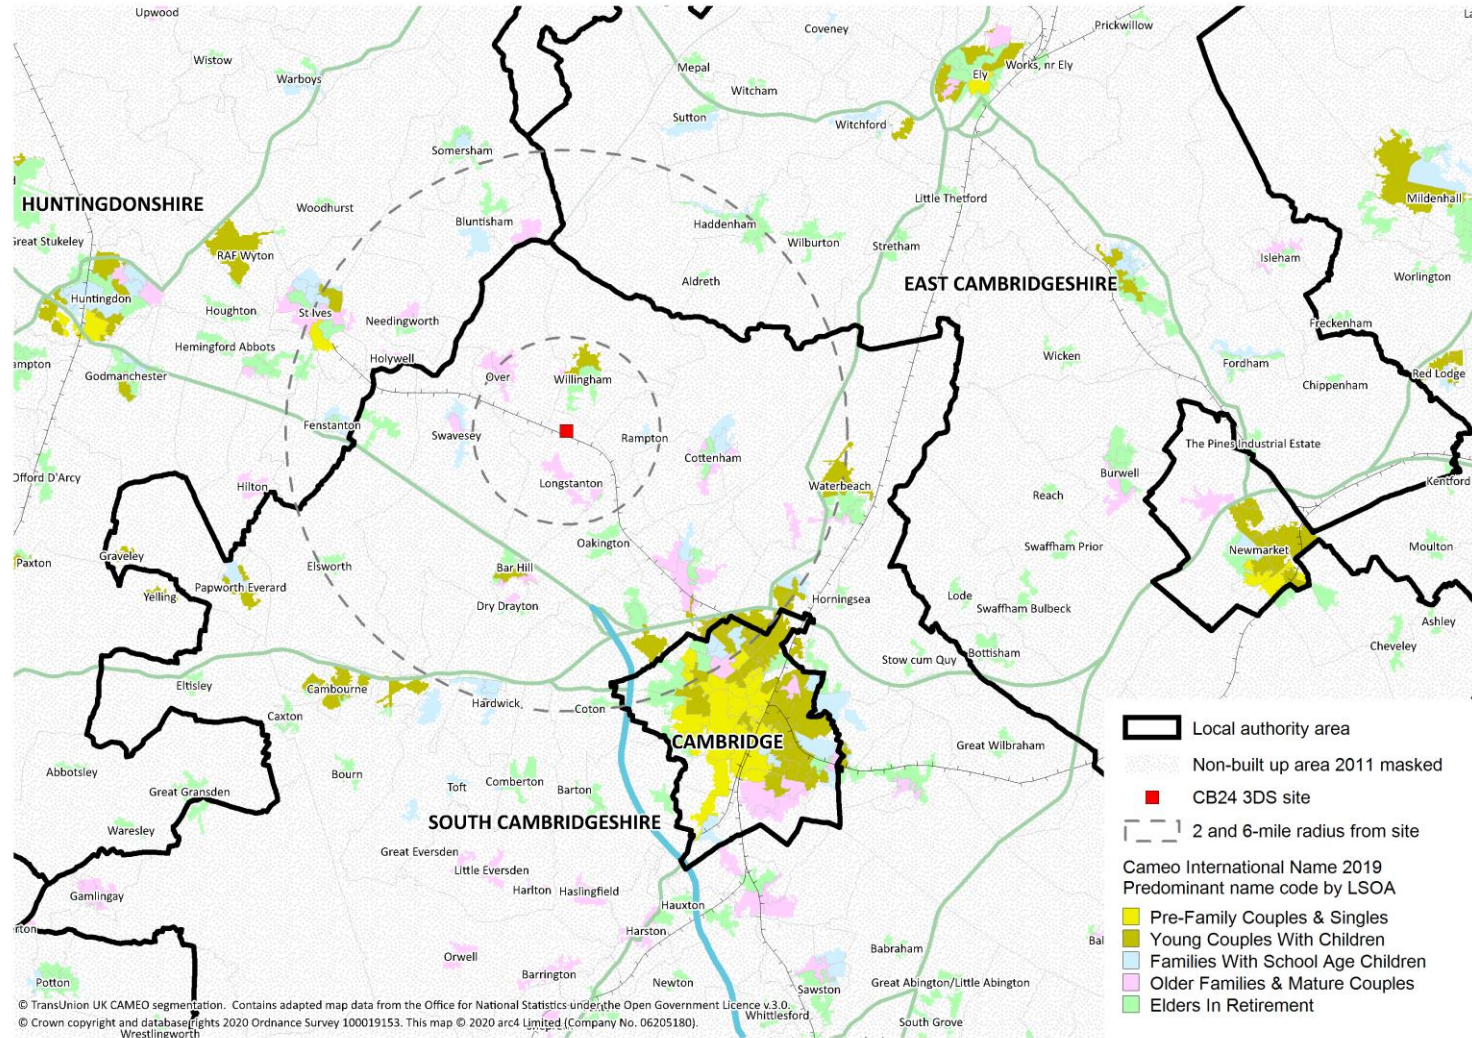 Upwood
Coveney
Prickwillow
Wistow
Warboys
Mepal
Witcham
Ely
Works, nr Ely
Sutton
Witchford
Somersham
HUNTINGDONSHIRE
Woodhurst
Bluntisham
Haddenham
Little Thetford
Mildenhall
Great Stukeley
RAF Wyton
Wilburton
Stretham
Isleham
Worlington
Aldreth
EAST CAMBRIDGESHIRE
Huntingdon
Houghton
St Ives
Needingworth
Freckenham
Hemingford Abbots
Holywell
Wicken
Fordham
Red Lodge
ampton
Godmanchester
Over
Willingham
Chippenham
Fenstanton
Swavesey
Rampton
Cottenham
The Pines Industrial Estate
Burwell
Offord D'Arcy
Hilton
Longstanton
Waterbeach
Reach
Kentford
Oakington
Swaffham Prior
Newmarket
Moulton
Paxton
Graveley
Elsworth
Bar Hill
Yelling
Papworth Everard
Dry Drayton
Horningsea
Lode
Swaffham Bulbeck
Ashley
Stow cum Quy
Bottisham
Cheveley
Eltisley
Cambourne
Hardwick
Coton
Caxton
CAMBRIDGE
Great Wilbraham
Abbotsley
Bourn
Toft
Comberton
Barton
Great Gransden
Waresley
SOUTH CAMBRIDGESHIRE
Great Eversden
Little Eversden
Gamlingay
Harlton
Haslingfield
Hauxton
Harston
Orwell
Babraham
Bal
Potton
Barrington
Newton
Sawston
Great Abington/Little Abington
Whittlesford
South Grove
Wrestlingworth
Local authority area
Non-built up area 2011 masked
CB24 3DS site
2 and 6-mile radius from site
Cameo International Name 2019
Predominant name code by LSOA
Pre-Family Couples & Singles
Young Couples With Children
Families With School Age Children
Older Families & Mature Couples
Elders In Retirement
© TransUnion UK CAMEO segmentation. Contains adapted map data from the Office for National Statistics under the Open Government Licence v.3.0.
© Crown copyright and database rights 2020 Ordnance Survey 100019153. This map © 2020 arc4 Limited (Company No. 06205180).